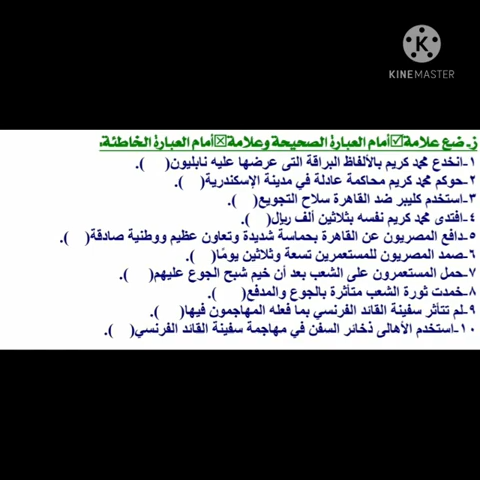 K
KINEMASTER
ز- ضع علامة☑أمام العبارة الصحيحة وعلامة☒أمام العبارة الخاطئة:
١-انخدع محمد كريم بالألفاظ البراقة التى عرضها عليه نابليون( ).
٢-حوكم محمد كريم محاكمة عادلة في مدينة الإسكندرية( ).
٣-استخدم كليبر ضد القاهرة سلاح التجويع( ).
٤-افتدى محمد كريم نفسه بثلاثين ألف ريال( ).
٥-دافع المصريون عن القاهرة بحماسة شديدة وتعاون عظيم ووطنية صادقة( ).
٦-صمد المصريون للمستعمرين تسعة وثلاثين يومًا( ).
٧-حمل المستعمرون على الشعب بعد أن خيم شبح الجوع عليهم( ).
٨-خمدت ثورة الشعب متأثرة بالجوع والمدفع( ).
٩-لم تتأثر سفينة القائد الفرنسي بما فعله المهاجمون فيها( ).
١٠-استخدم الأهالى ذخائر السفن في مهاجمة سفينة القائد الفرنسي( ).